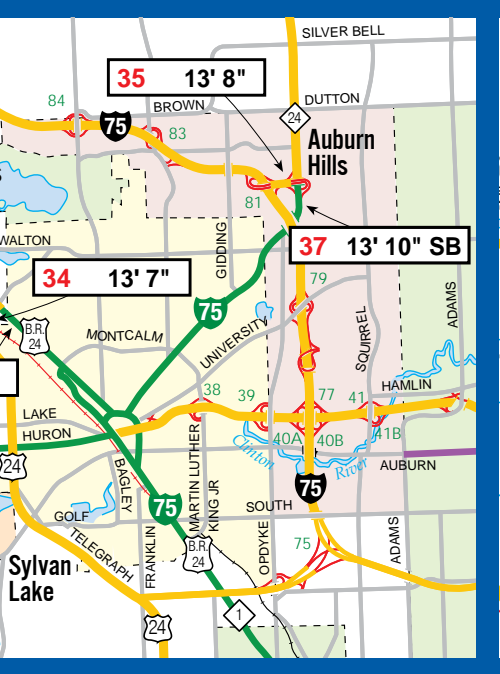 SILVER BELL
35 13' 8"
84
BROWN
DUTTON
75
24
83
Auburn
Hills
81
WALTON
GIDDING
37 13' 10" SB
34 13' 7"
79
75
B.R.
24
MONTCALM
UNIVERSITY
SQUIRREL
ADAMS
38
39
77
41
HAMLIN
LAKE
HURON
40A
40B
41B
Clinton
River
AUBURN
24
BAGLEY
MARTIN LUTHER
KING JR
75
75
SOUTH
GOLF
TELEGRAPH
FRANKLIN
B.R.
24
OPDYKE
75
ADAMS
Sylvan
Lake
24
1